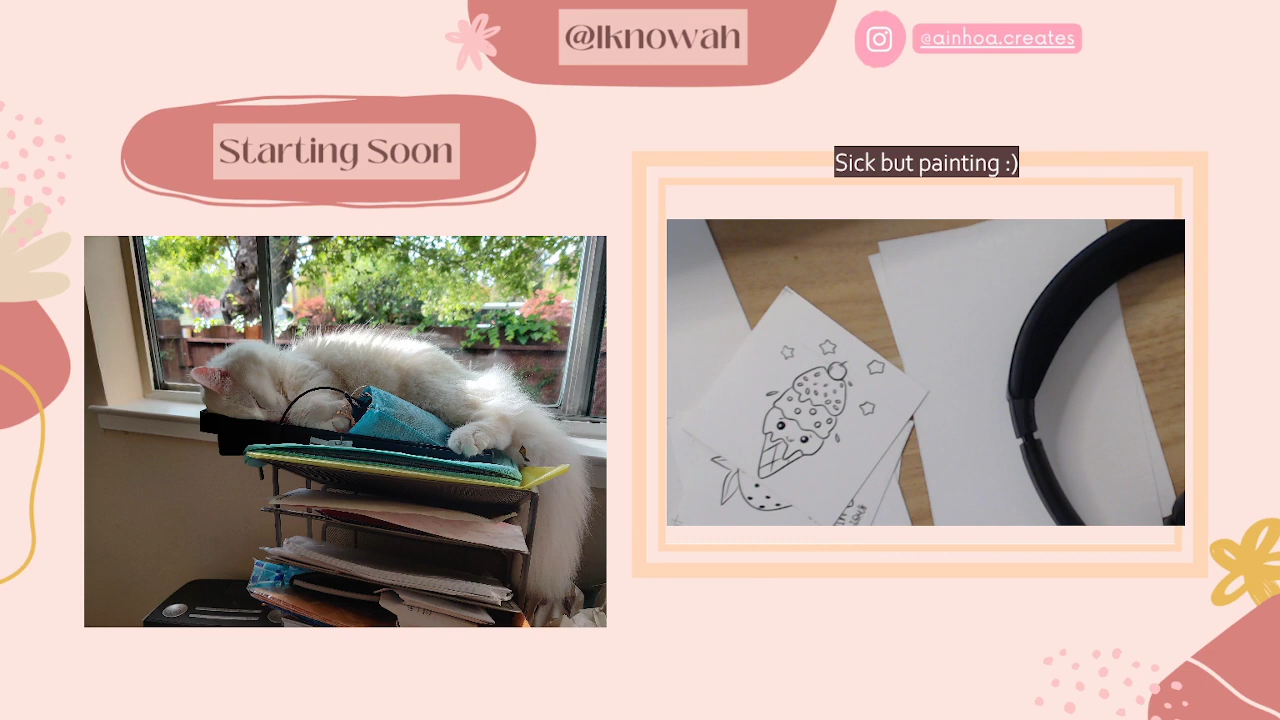 @lknowah
@ainhoa.creates
Starting Soon
Sick but painting :)